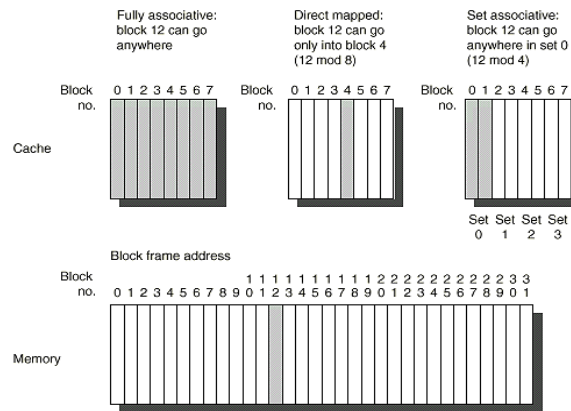 Fully associative:
block 12 can go
anywhere
Direct mapped:
block 12 can go
only into block 4
(12 mod 8)
Set associative:
block 12 can go
anywhere in set 0
(12 mod 4)
Block
no.
0 1 2 3 4 5 6 7
Block
no.
0 1 2 3 4 5 6 7
Block
no.
0 1 2 3 4 5 6 7
Cache
Set Set Set Set
0 1 2 3
Block frame address
Block
no.
1 1 1 1 1 1 1 1 1 1 2 2 2 2 2 2 2 2 2 2 3 3
0 1 2 3 4 5 6 7 8 9 0 1 2 3 4 5 6 7 8 9 0 1 2 3 4 5 6 7 8 9 0 1
Memory